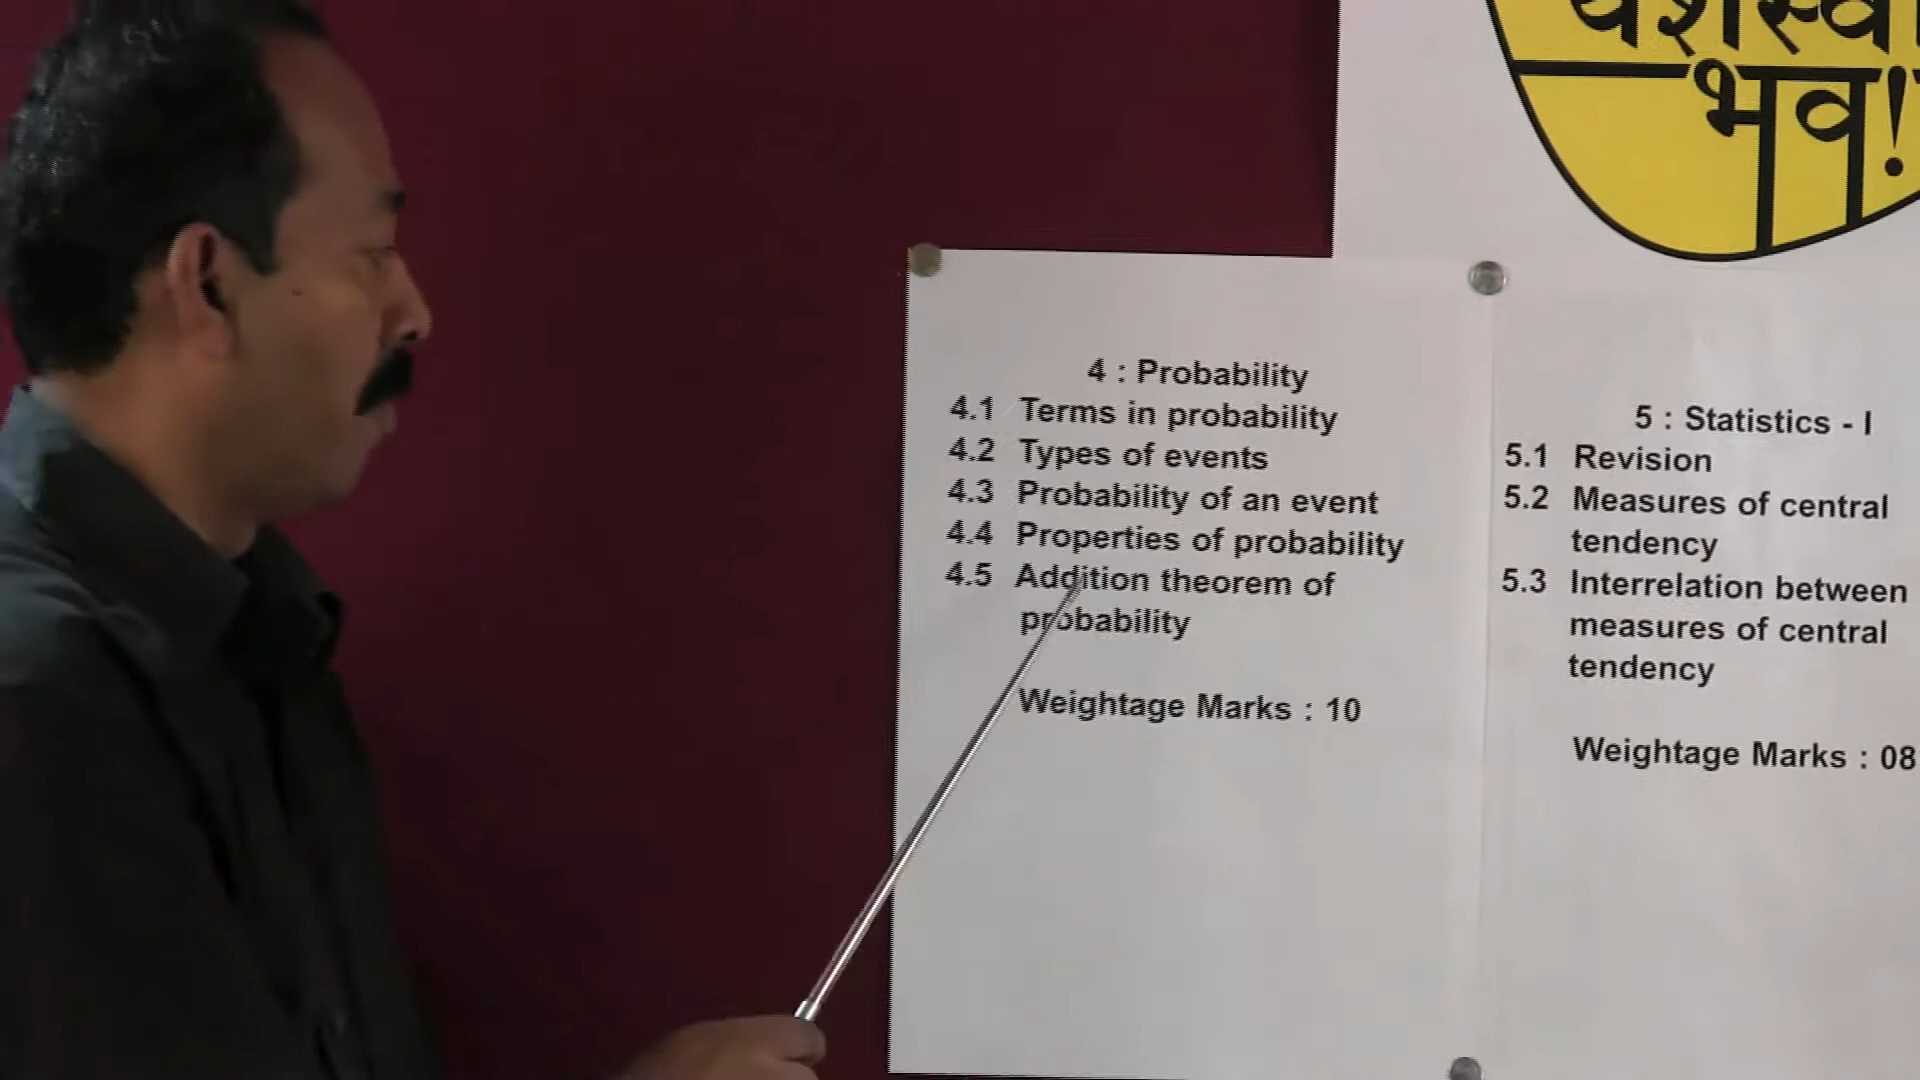 यशस्वी
भव!
4 : Probability
4.1 Terms in probability
4.2 Types of events
4.3 Probability of an event
4.4 Properties of probability
4.5 Addition theorem of
probability
Weightage Marks : 10
5 : Statistics - I
5.1 Revision
5.2 Measures of central
tendency
5.3 Interrelation between
measures of central
tendency
Weightage Marks : 08